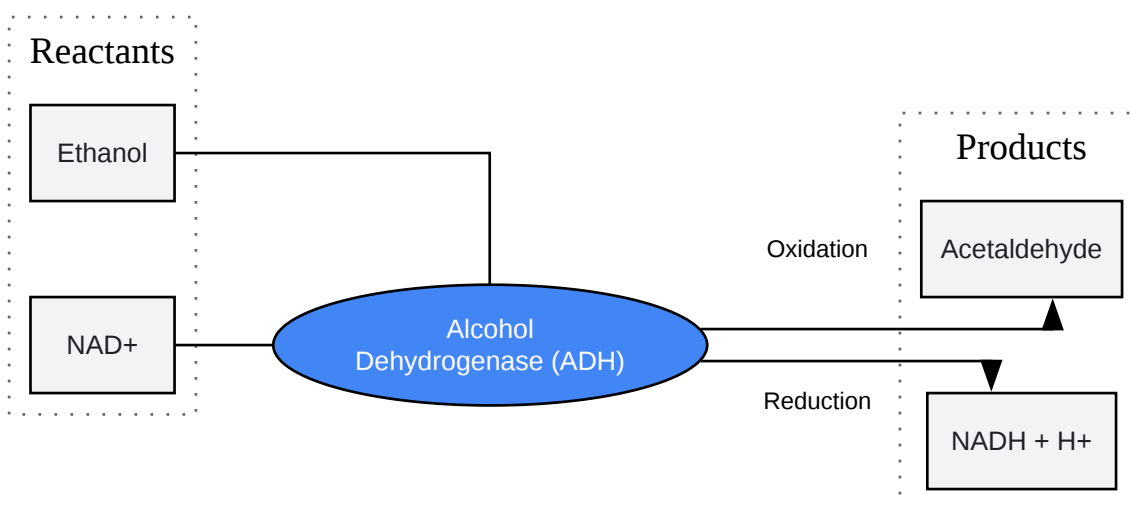 Reactants
Ethanol
NAD+
Alcohol
Dehydrogenase (ADH)
Oxidation
Reduction
Products
Acetaldehyde
NADH + H+